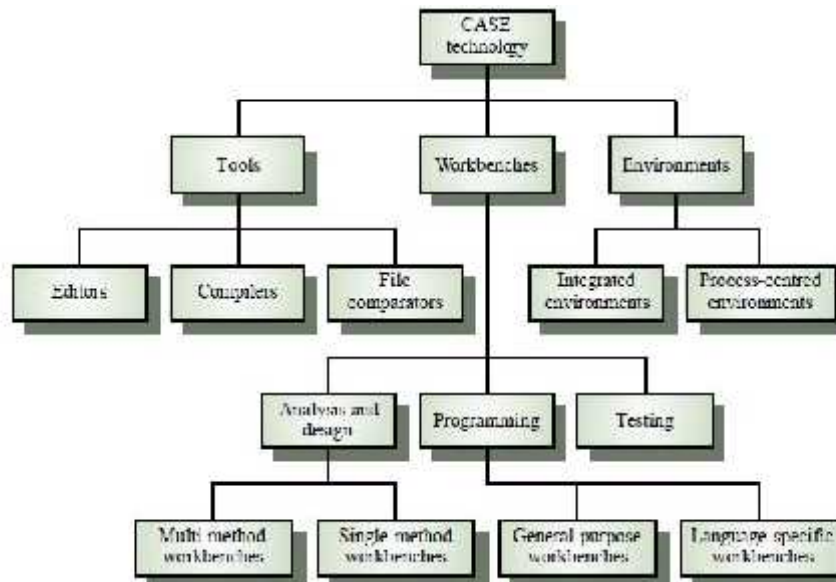 CASE
technology
Tools
Workbenches
Environments
Editors
Compilers
File
comparators
Integrated
environments
Process-centred
environments
Analysis and
design
Programming
Testing
Multi-method
workbenches
Single-method
workbenches
General-purpose
workbenches
Language-specific
workbenches